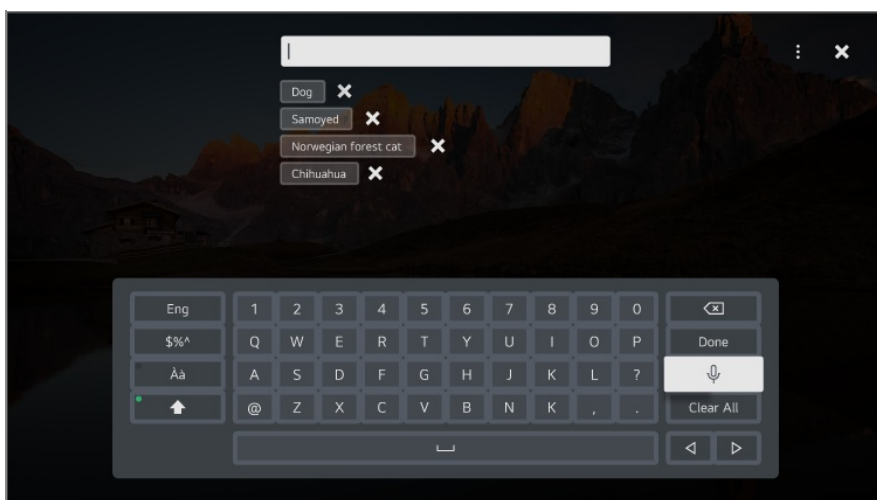 Dog
Samoyed
Norwegian forest cat
Chihuahua
Eng 1 2 3 4 5 6 7 8 9 0
$%^ Q W E R T Y U I O P Done
Àà A S D F G H J K L ?
@ Z X C V B N K , . Clear All